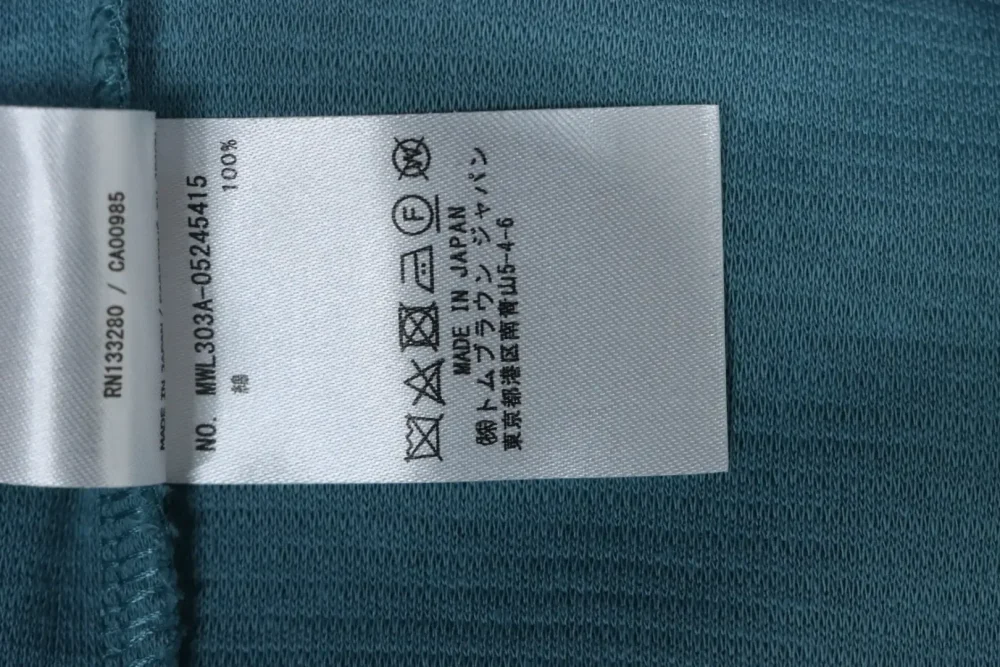 RN133280 / CA00985
NO. MWL303A-05245415
綿 100%
F W
MADE IN JAPAN
㈱トムブラウン ジャパン
東京都港区南青山5-4-6